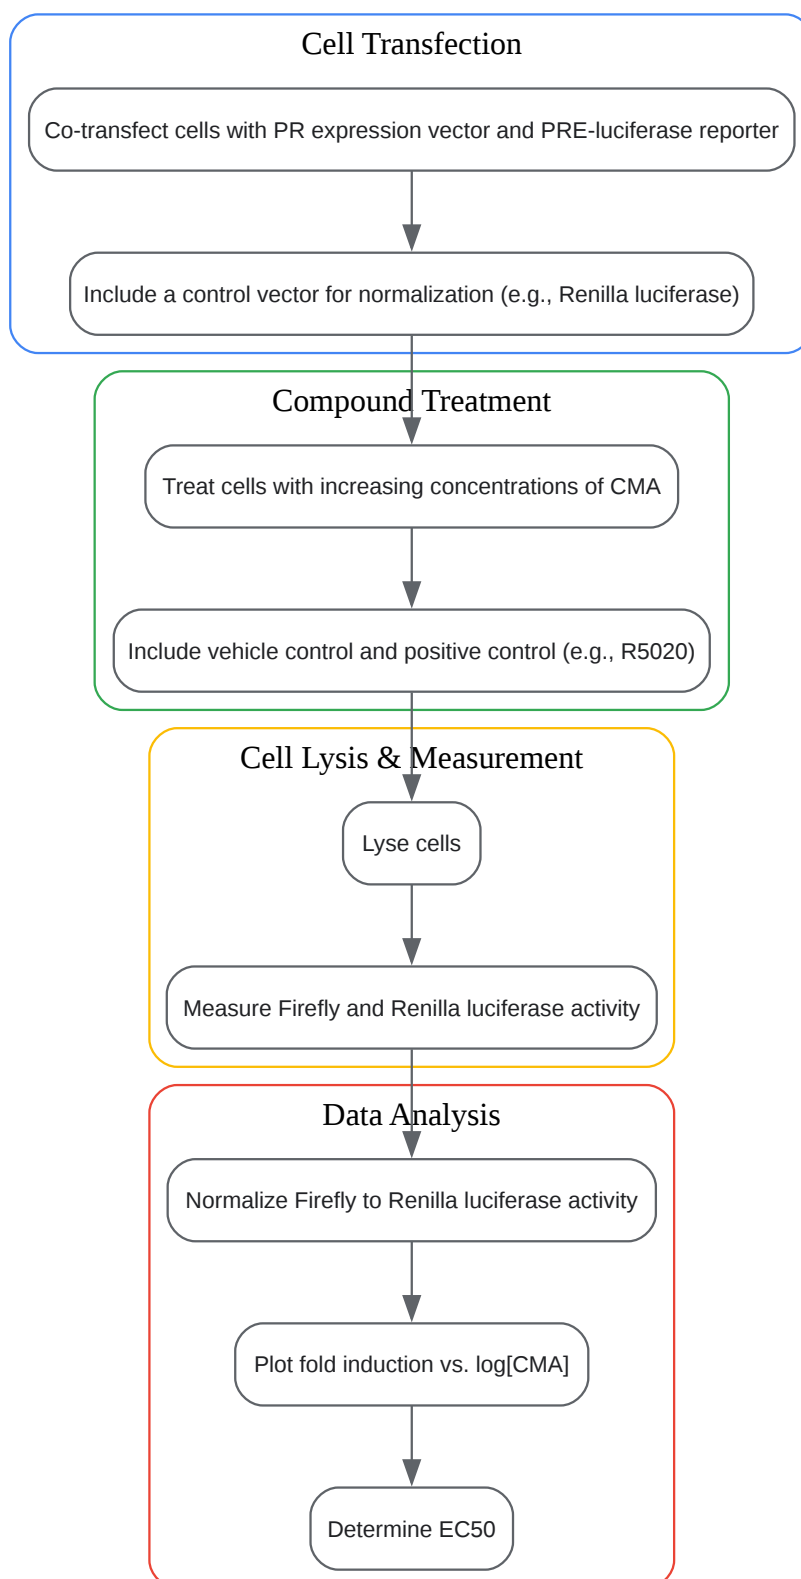 Cell Transfection
Co-transfect cells with PR expression vector and PRE-luciferase reporter
Include a control vector for normalization (e.g., Renilla luciferase)
Compound Treatment
Treat cells with increasing concentrations of CMA
Include vehicle control and positive control (e.g., R5020)
Cell Lysis & Measurement
Lyse cells
Measure Firefly and Renilla luciferase activity
Data Analysis
Normalize Firefly to Renilla luciferase activity
Plot fold induction vs. log[CMA]
Determine EC50